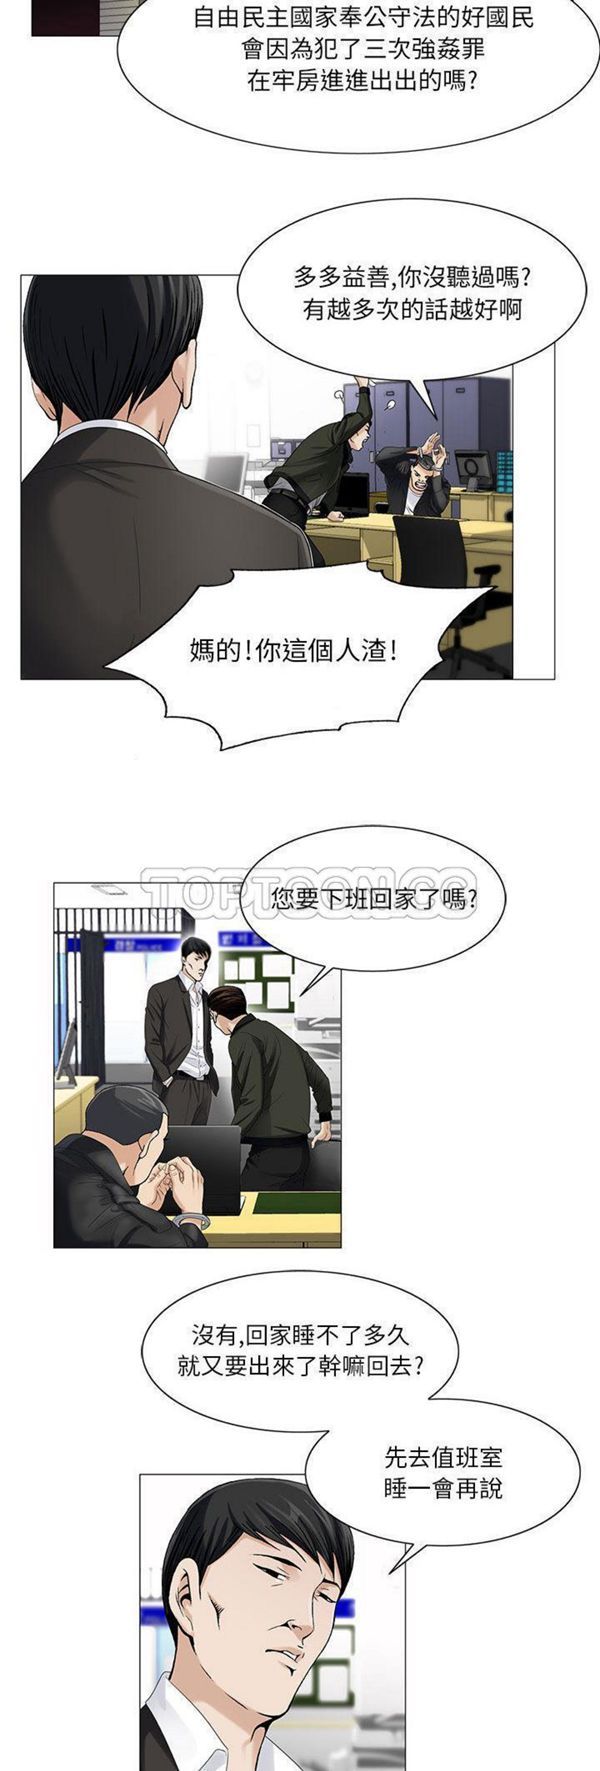 自由民主國家奉公守法的好國民
會因為犯了三次強姦罪
在牢房進進出出的嗎?
多多益善,你沒聽過嗎?
有越多次的話越好啊
媽的!你這個人渣!
TOPTOON.CO
您要下班回家了嗎?
경찰 POLICE
沒有,回家睡不了多久
就又要出來了幹嘛回去?
先去值班室
睡一會再說